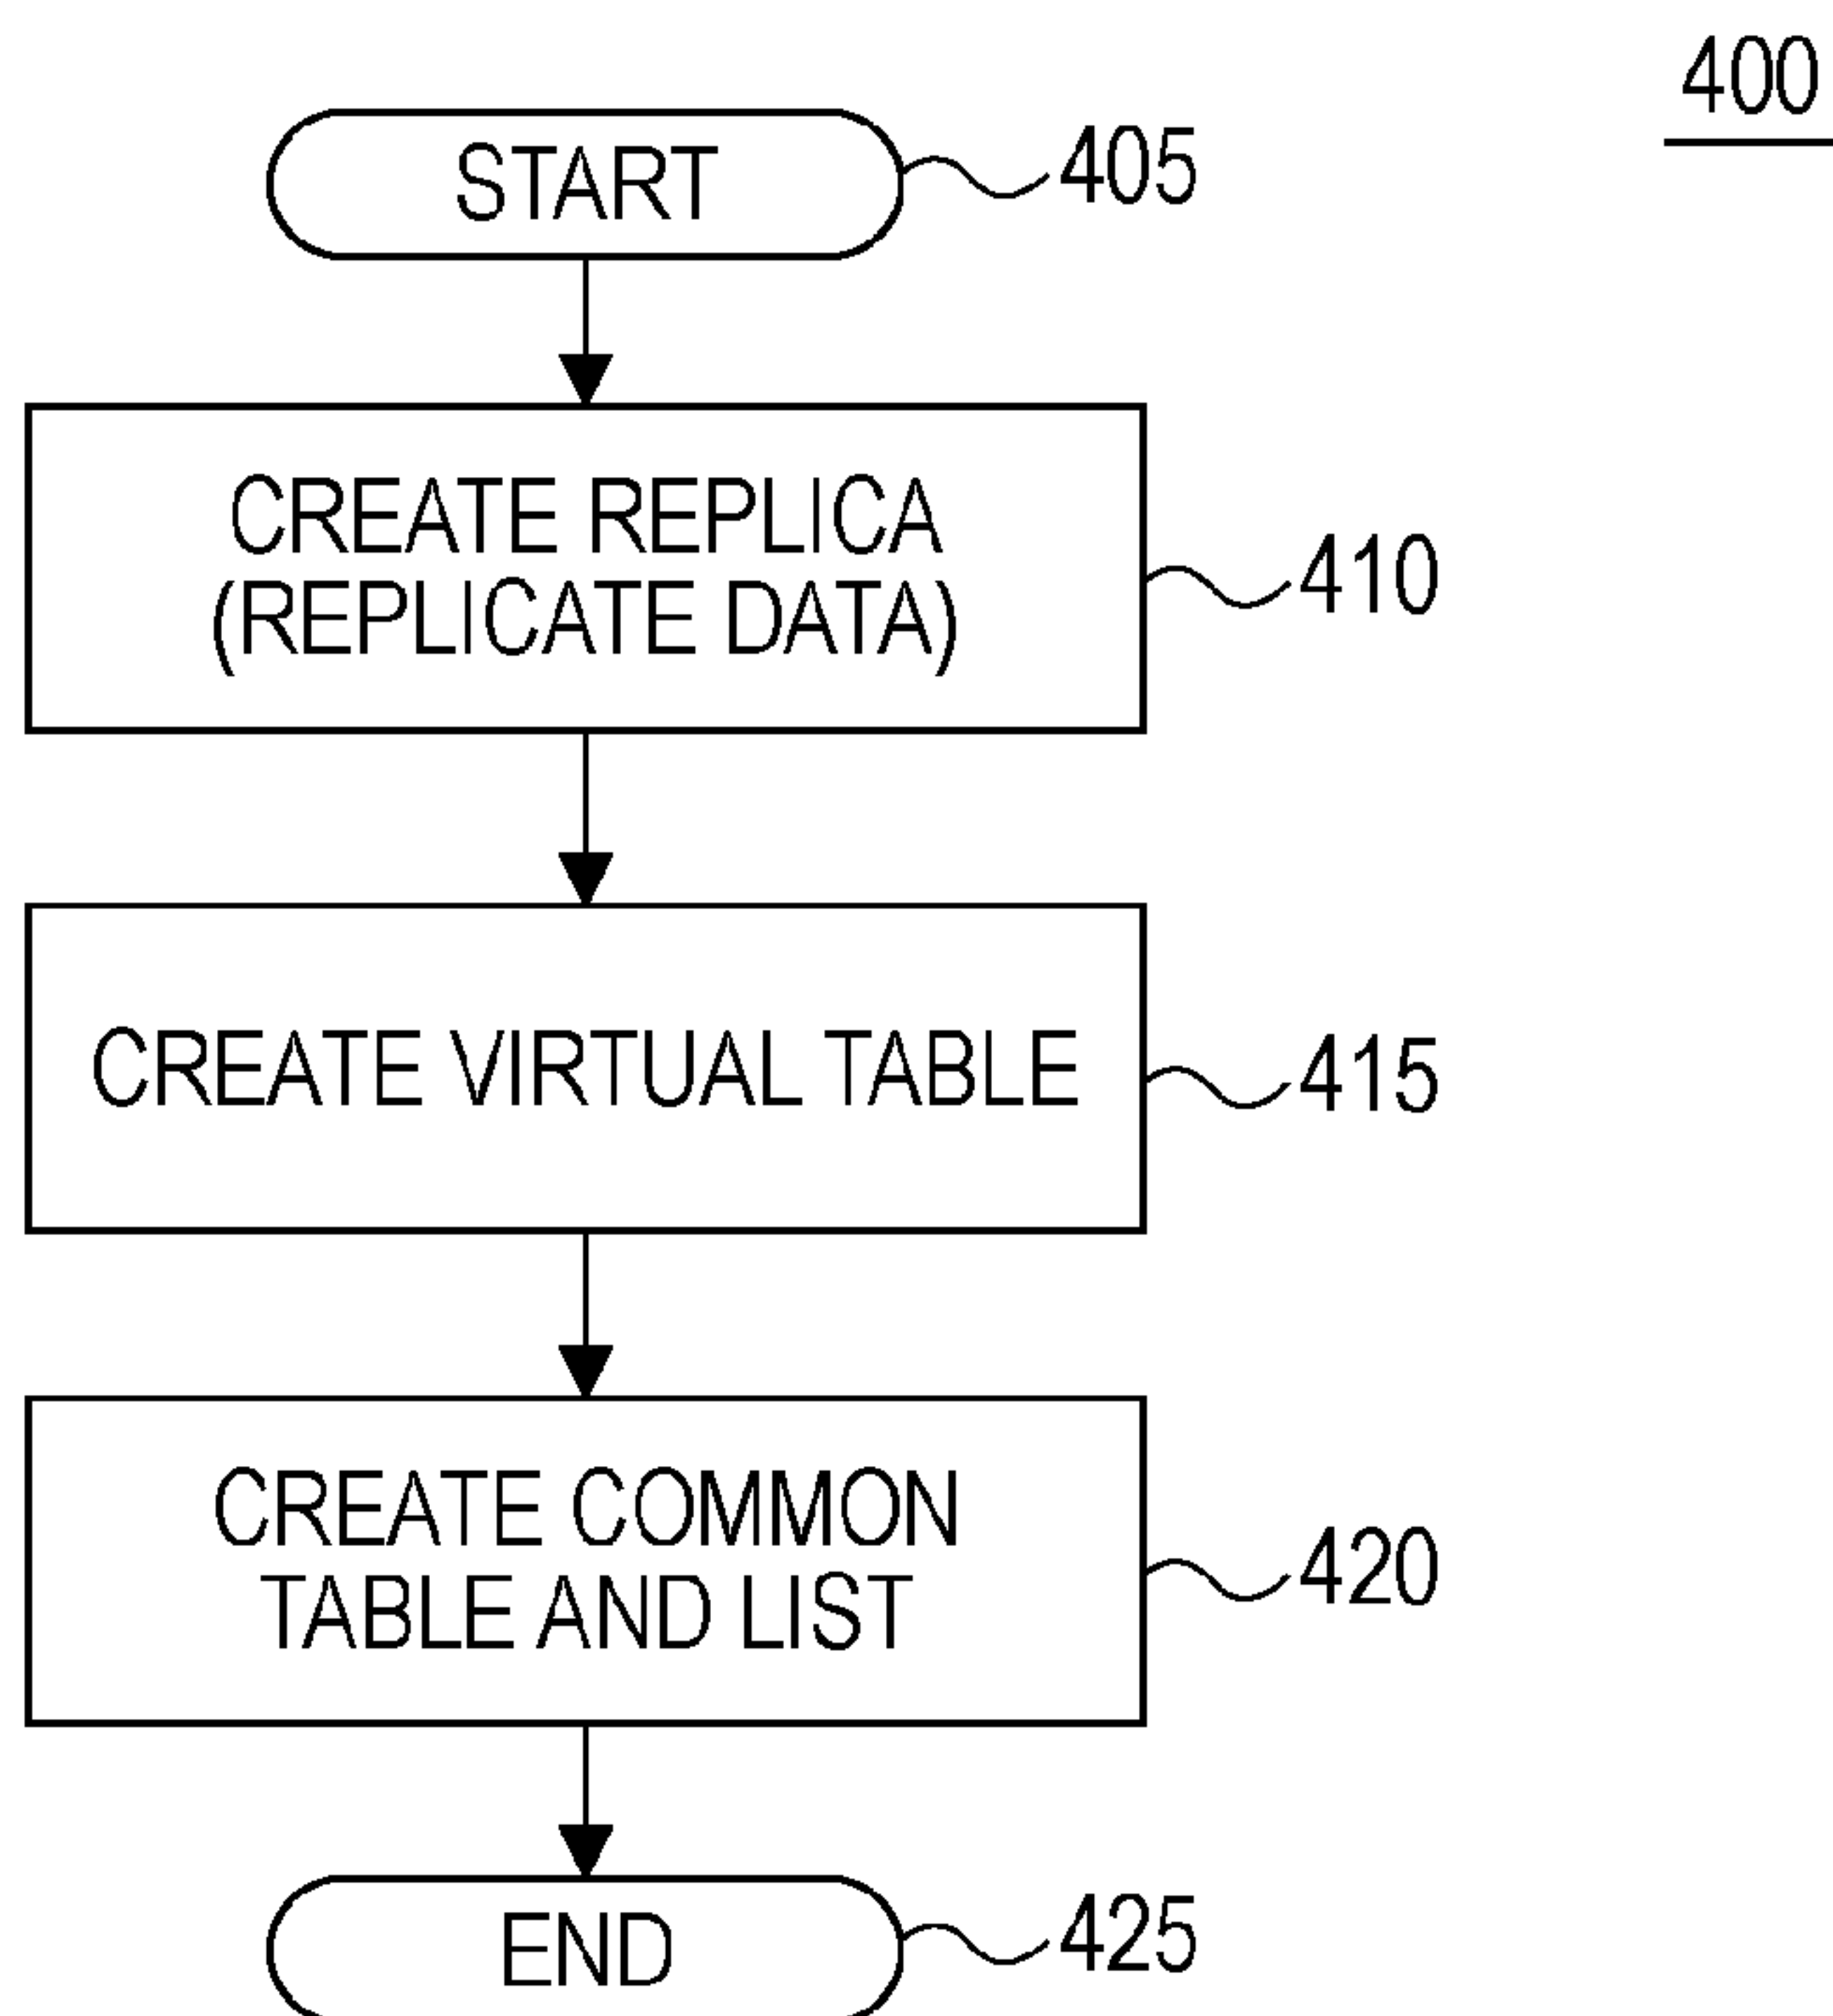 400
START
405
CREATE REPLICA
(REPLICATE DATA)
410
CREATE VIRTUAL TABLE
415
CREATE COMMON
TABLE AND LIST
420
END
425